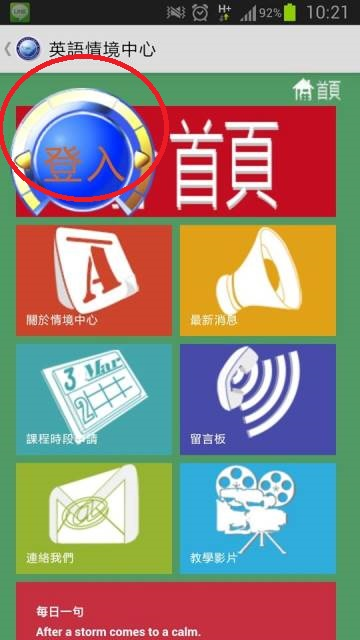 LINE
H+
92%
10:21
英語情境中心
首頁
登入
首頁
A
關於情境中心
最新消息
3 Mar
2
課程時段申請
留言板
@
連絡我們
教學影片
每日一句
After a storm comes to a calm.